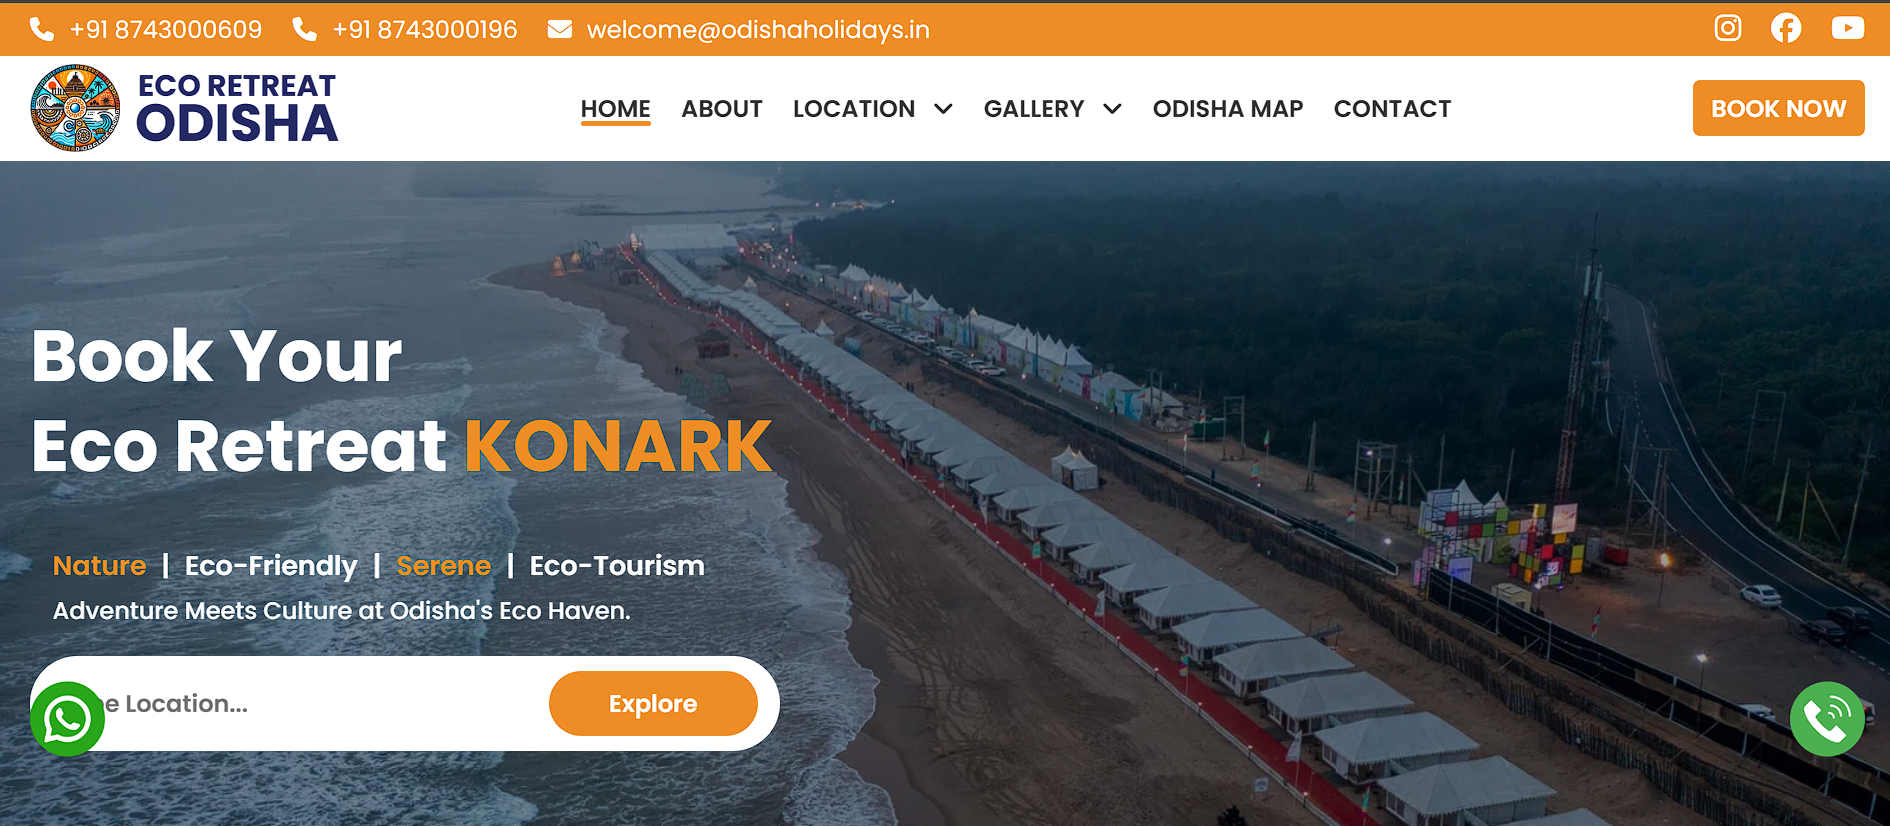 +91 8743000609 +91 8743000196 welcome@odishaholidays.in
ECO RETREAT
ODISHA
HOME ABOUT LOCATION GALLERY ODISHA MAP CONTACT BOOK NOW
Book Your
Eco Retreat KONARK
Nature | Eco-Friendly | Serene | Eco-Tourism
Adventure Meets Culture at Odisha's Eco Haven.
Location... Explore